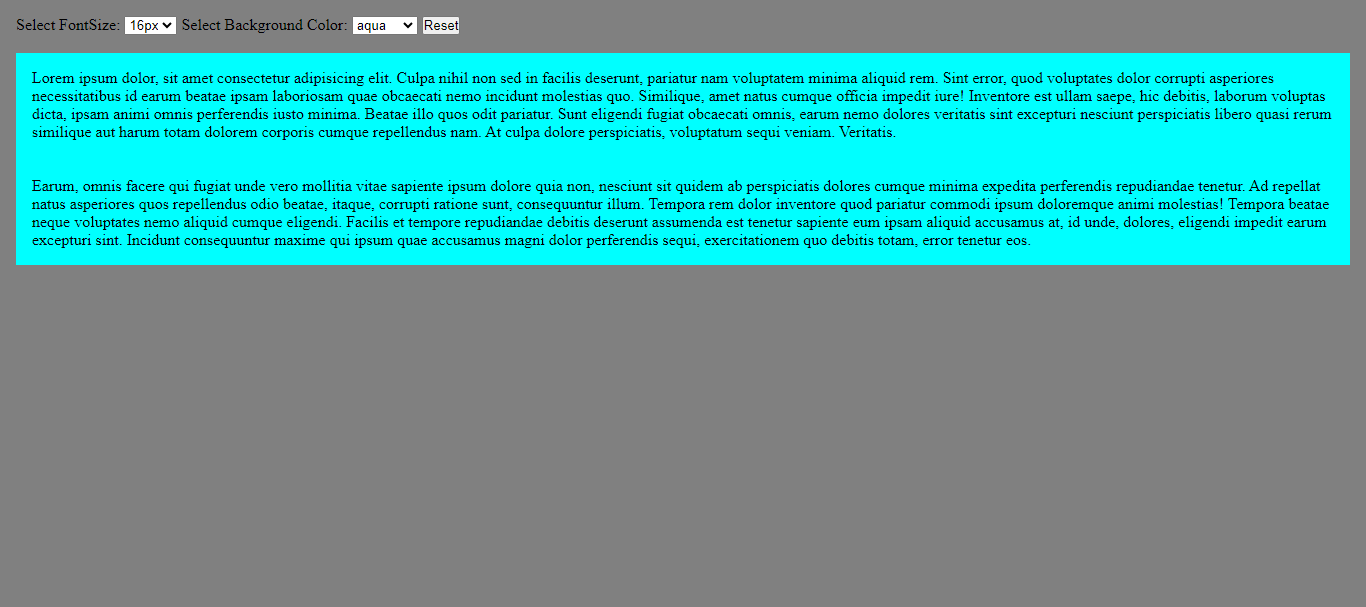 Select FontSize: 16px Select Background Color: aqua Reset
Lorem ipsum dolor, sit amet consectetur adipisicing elit. Culpa nihil non sed in facilis deserunt, pariatur nam voluptatem minima aliquid rem. Sint error, quod voluptates dolor corrupti asperiores
necessitatibus id earum beatae ipsam laboriosam quae obcaecati nemo incidunt molestias quo. Similique, amet natus cumque officia impedit iure! Inventore est ullam saepe, hic debitis, laborum voluptas
dicta, ipsam animi omnis perferendis iusto minima. Beatae illo quos odit pariatur. Sunt eligendi fugiat obcaecati omnis, earum nemo dolores veritatis sint excepturi nesciunt perspiciatis libero quasi rerum
similique aut harum totam dolorem corporis cumque repellendus nam. At culpa dolore perspiciatis, voluptatum sequi veniam. Veritatis.
Earum, omnis facere qui fugiat unde vero mollitia vitae sapiente ipsum dolore quia non, nesciunt sit quidem ab perspiciatis dolores cumque minima expedita perferendis repudiandae tenetur. Ad repellat
natus asperiores quos repellendus odio beatae, itaque, corrupti ratione sunt, consequuntur illum. Tempora rem dolor inventore quod pariatur commodi ipsum doloremque animi molestias! Tempora beatae
neque voluptates nemo aliquid cumque eligendi. Facilis et tempore repudiandae debitis deserunt assumenda est tenetur sapiente eum ipsam aliquid accusamus at, id unde, dolores, eligendi impedit earum
excepturi sint. Incidunt consequuntur maxime qui ipsum quae accusamus magni dolor perferendis sequi, exercitationem quo debitis totam, error tenetur eos.